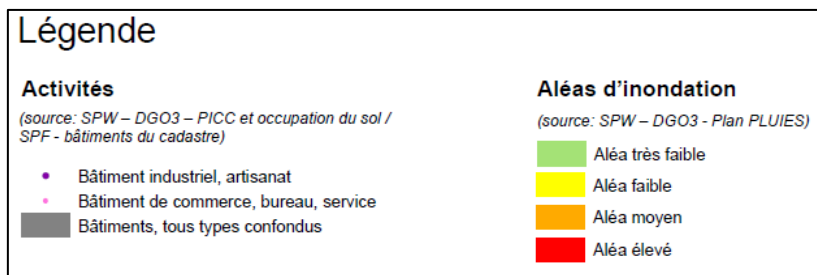 Légende
Activités
(source: SPW – DGO3 – PICC et occupation du sol /
SPF - bâtiments du cadastre)
Bâtiment industriel, artisanat
Bâtiment de commerce, bureau, service
Bâtiments, tous types confondus
Aléas d'inondation
(source: SPW – DGO3 - Plan PLUIES)
Aléa très faible
Aléa faible
Aléa moyen
Aléa élevé